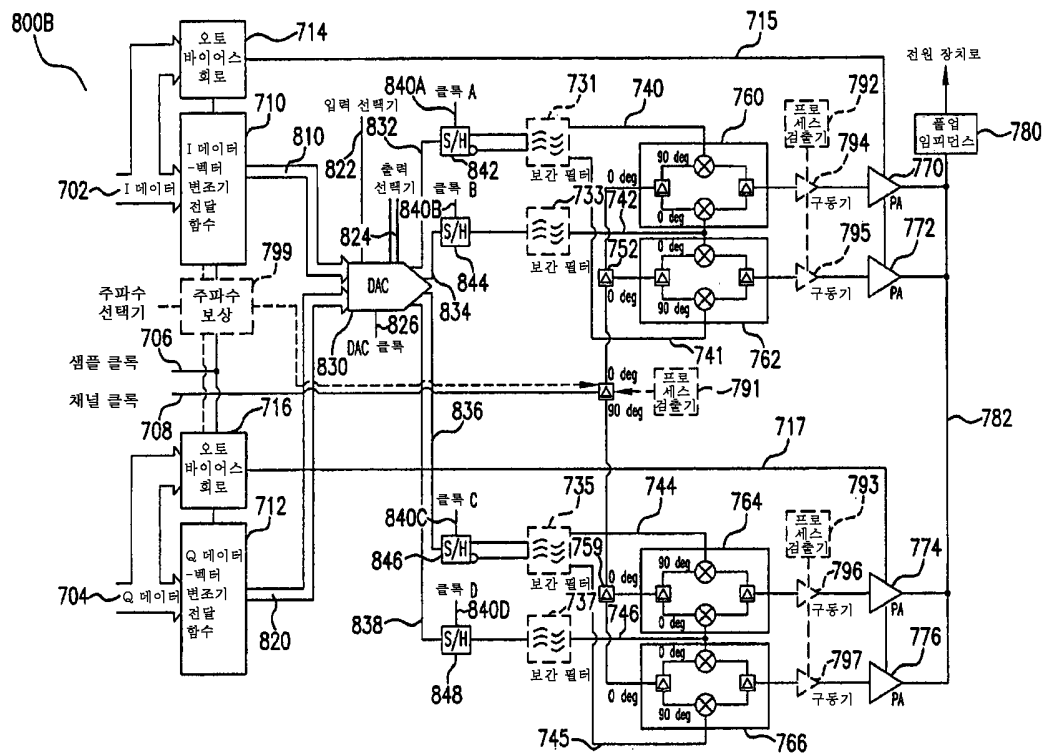 800B
오토
바이어스
회로
714
715
전원 장치로
710
I 데이터
-벡터
변조기
전달
함수
810
702
I 데이터
입력 선택기
822
832
출력
선택기
824
840A
클록 A
S/H
842
클록 B
840B
S/H
844
731
보간 필터
733
보간 필터
740
742
760
90 deg
0 deg
0 deg
752
0 deg
0 deg
90 deg
762
741
프로
세스
검출기
792
794
구동기
770
PA
795
구동기
772
PA
풀업
임피던스
780
799
주파수
보상
주파수
선택기
706
샘플 클록
채널 클록
708
DAC
830
826
DAC 클록
834
836
838
0 deg
90 deg
프로
세스
검출기
791
782
716
오토
바이어스
회로
717
712
Q 데이터
-벡터
변조기
전달
함수
704
Q 데이터
820
클록 C
840C
S/H
846
클록 D
840D
S/H
848
735
보간 필터
737
보간 필터
744
746
745
759
0 deg
764
90 deg
0 deg
0 deg
0 deg
90 deg
766
프로
세스
검출기
793
796
구동기
774
PA
797
구동기
776
PA